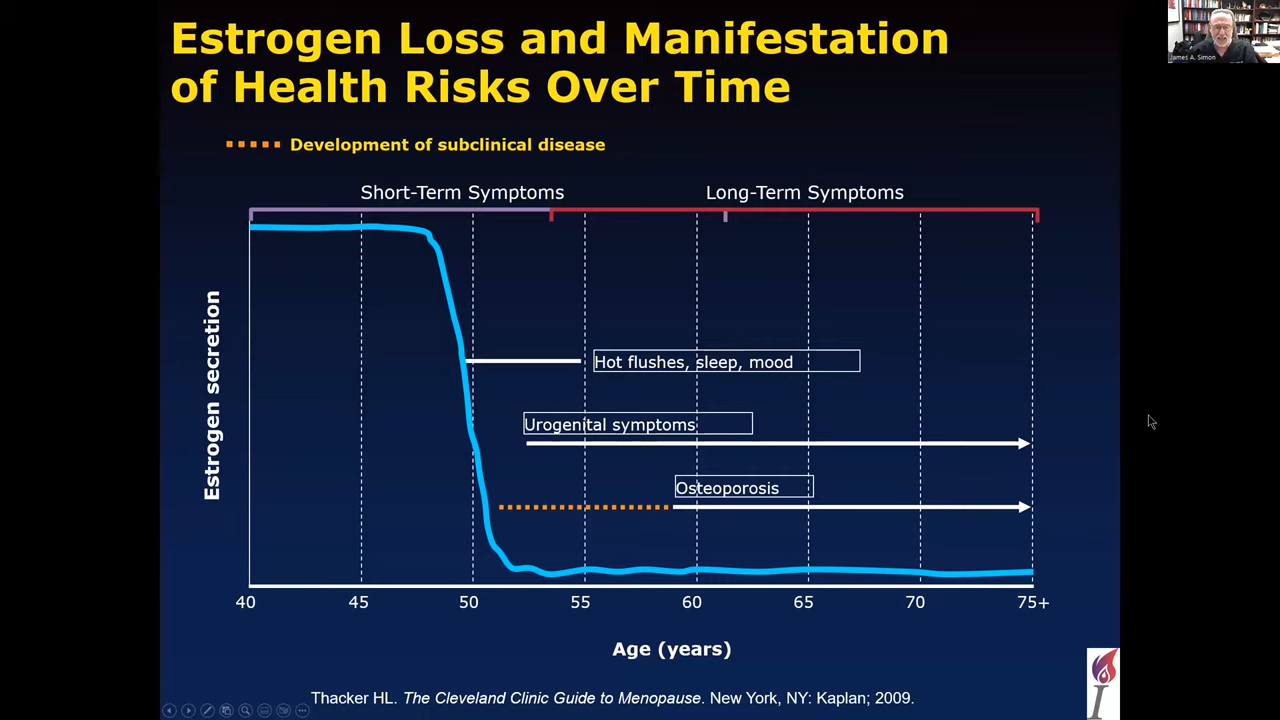 Estrogen Loss and Manifestation
of Health Risks Over Time
James A. Simon
Development of subclinical disease
Short-Term Symptoms
Long-Term Symptoms
Estrogen secretion
Hot flushes, sleep, mood
Urogenital symptoms
Osteoporosis
40 45 50 55 60 65 70 75+
Age (years)
Thacker HL. The Cleveland Clinic Guide to Menopause. New York, NY: Kaplan; 2009.
I